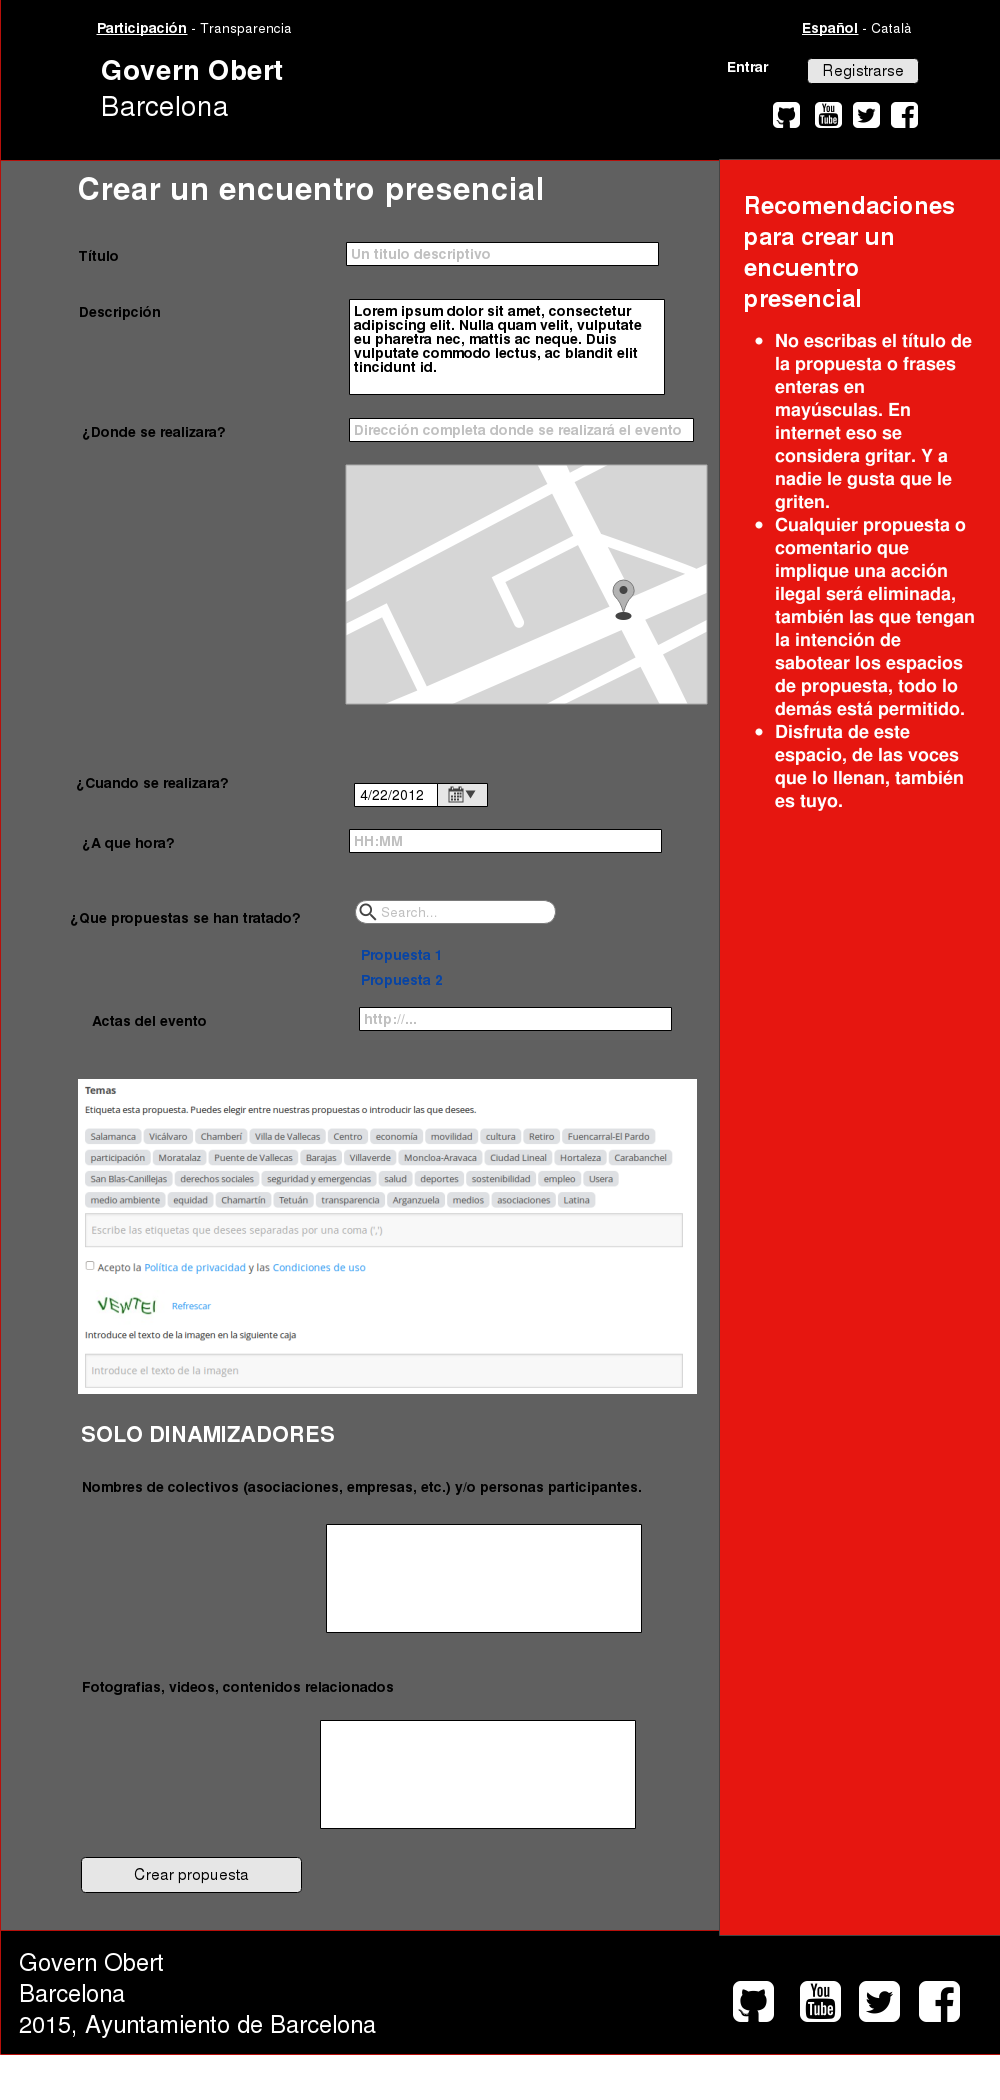 Participación - Transparencia
Español - Català
Govern Obert
Barcelona
Entrar
Registrarse
You
Tube
Crear un encuentro presencial
Título
Un titulo descriptivo
Descripción
Lorem ipsum dolor sit amet, consectetur
adipiscing elit. Nulla quam velit, vulputate
eu pharetra nec, mattis ac neque. Duis
vulputate commodo lectus, ac blandit elit
tincidunt id.
¿Donde se realizara?
Dirección completa donde se realizará el evento
¿Cuando se realizara?
4/22/2012
¿A que hora?
HH:MM
¿Que propuestas se han tratado?
Search...
Propuesta 1
Propuesta 2
Actas del evento
http://...
Temas
Etiqueta esta propuesta. Puedes elegir entre nuestras propuestas o introducir las que desees.
Salamanca Vicálvaro Chamberí Villa de Vallecas Centro economía movilidad cultura Retiro Fuencarral-El Pardo
participación Moratalaz Puente de Vallecas Barajas Villaverde Moncloa-Aravaca Ciudad Lineal Hortaleza Carabanchel
San Blas-Canillejas derechos sociales seguridad y emergencias salud deportes sostenibilidad empleo Usera
medio ambiente equidad Chamartín Tetuán transparencia Arganzuela medios asociaciones Latina
Escribe las etiquetas que desees separadas por una coma (',')
Acepto la Política de privacidad y las Condiciones de uso
VEWTEI Refrescar
Introduce el texto de la imagen en la siguiente caja
Introduce el texto de la imagen
SOLO DINAMIZADORES
Nombres de colectivos (asociaciones, empresas, etc.) y/o personas participantes.
Fotografias, videos, contenidos relacionados
Crear propuesta
Recomendaciones
para crear un
encuentro
presencial
• No escribas el título de
la propuesta o frases
enteras en
mayúsculas. En
internet eso se
considera gritar. Y a
nadie le gusta que le
griten.
• Cualquier propuesta o
comentario que
implique una acción
ilegal será eliminada,
también las que tengan
la intención de
sabotear los espacios
de propuesta, todo lo
demás está permitido.
• Disfruta de este
espacio, de las voces
que lo llenan, también
es tuyo.
Govern Obert
Barcelona
2015, Ayuntamiento de Barcelona
You
Tube